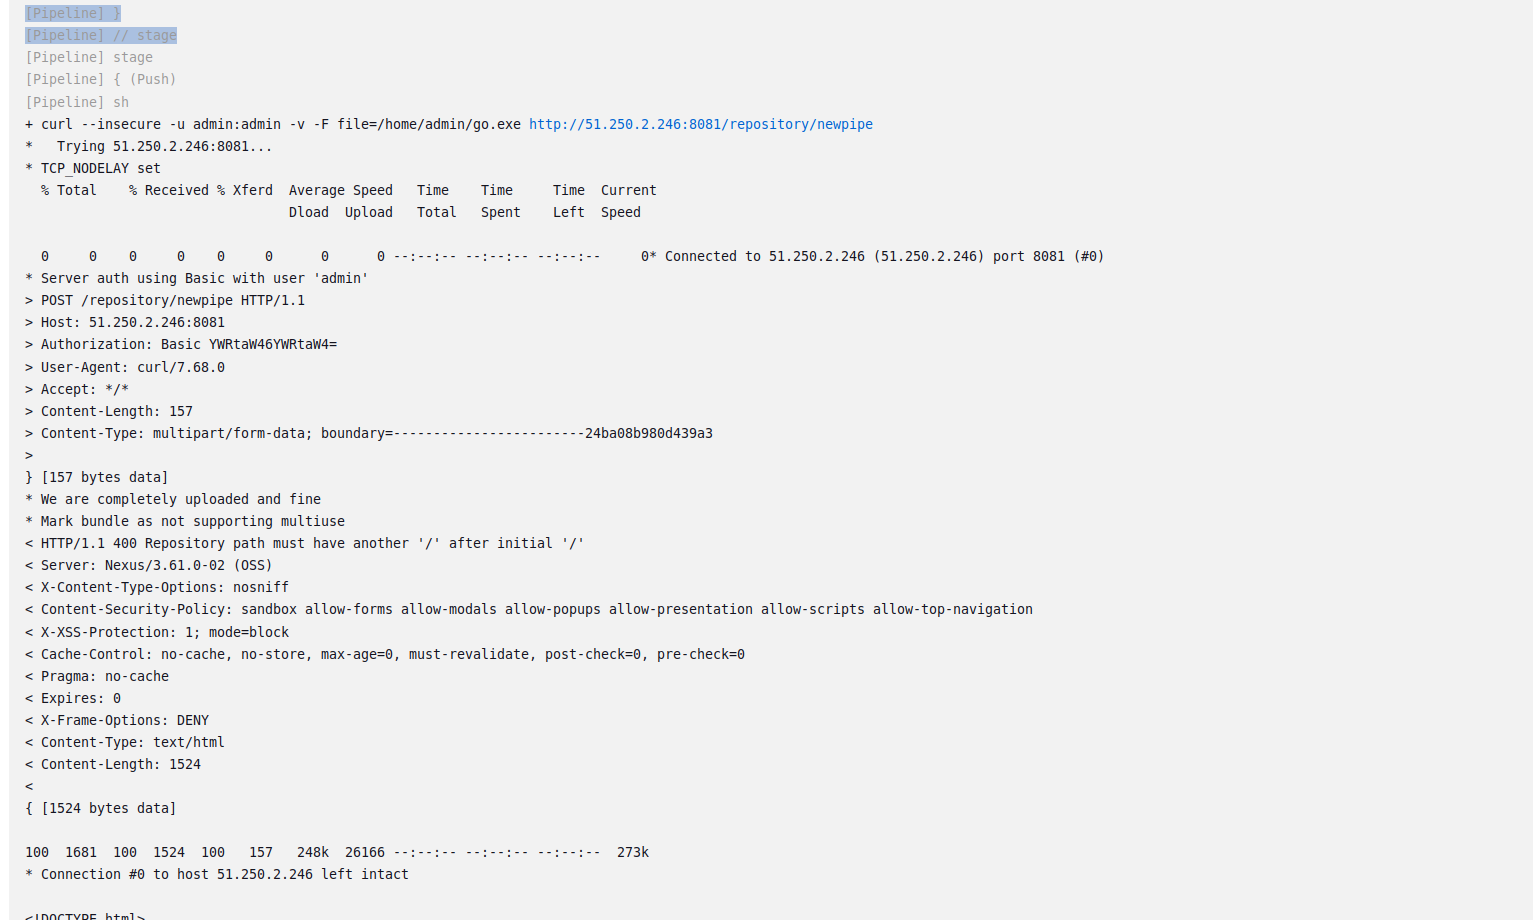 [Pipeline] }
[Pipeline] // stage
[Pipeline] stage
[Pipeline] { (Push)
[Pipeline] sh
+ curl --insecure -u admin:admin -v -F file=/home/admin/go.exe http://51.250.2.246:8081/repository/newpipe
*   Trying 51.250.2.246:8081...
* TCP_NODELAY set
  % Total    % Received % Xferd  Average Speed   Time    Time     Time  Current
                                 Dload  Upload   Total   Spent    Left  Speed
  0     0    0     0    0     0      0      0 --:--:-- --:--:-- --:--:--     0* Connected to 51.250.2.246 (51.250.2.246) port 8081 (#0)
* Server auth using Basic with user 'admin'
> POST /repository/newpipe HTTP/1.1
> Host: 51.250.2.246:8081
> Authorization: Basic YWRtaW46YWRtaW4=
> User-Agent: curl/7.68.0
> Accept: */*
> Content-Length: 157
> Content-Type: multipart/form-data; boundary=------------------------24ba08b980d439a3
>
} [157 bytes data]
* We are completely uploaded and fine
* Mark bundle as not supporting multiuse
< HTTP/1.1 400 Repository path must have another '/' after initial '/'
< Server: Nexus/3.61.0-02 (OSS)
< X-Content-Type-Options: nosniff
< Content-Security-Policy: sandbox allow-forms allow-modals allow-popups allow-presentation allow-scripts allow-top-navigation
< X-XSS-Protection: 1; mode=block
< Cache-Control: no-cache, no-store, max-age=0, must-revalidate, post-check=0, pre-check=0
< Pragma: no-cache
< Expires: 0
< X-Frame-Options: DENY
< Content-Type: text/html
< Content-Length: 1524
<
{ [1524 bytes data]
100  1681  100  1524  100   157   248k  26166 --:--:-- --:--:-- --:--:--  273k
* Connection #0 to host 51.250.2.246 left intact
<!DOCTYPE html>